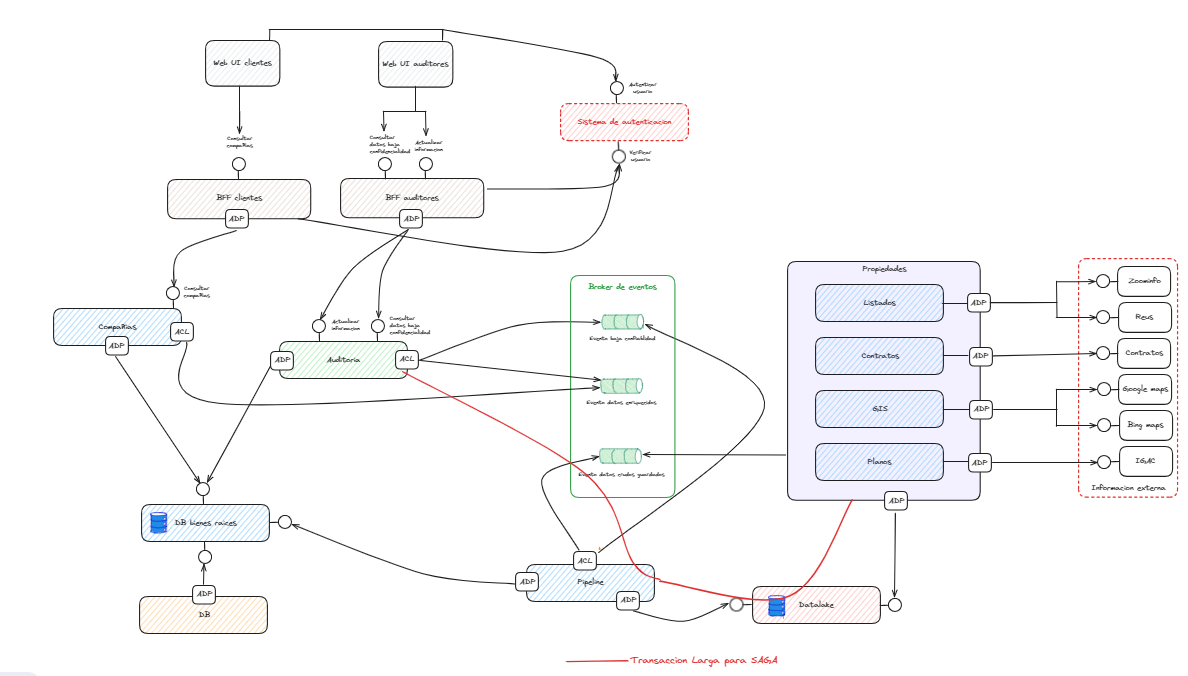 Web UI clientes
Web UI auditores
Autenticar
usuario
Sistema de autenticacion
Consultar
compañias
Consultar
datos baja
confidencialidad
Actualizar
informacion
Verificar
usuario
BFF clientes
BFF auditores
ADP
ADP
Consultar
compañias
Compañias
ACL
ADP
Actualizar
informacion
Consultar
datos baja
confidencialidad
ADP
Auditoria
ACL
Broker de eventos
Evento baja confiabilidad
Evento datos enriquecidos
Evento datos crudos guardados
Propiedades
Listados
ADP
Contratos
ADP
GIS
ADP
Planos
ADP
ADP
Zoominfo
Reus
Contratos
Google maps
Bing maps
IGAC
Informacion externa
DB bienes raices
ADP
DB
ACL
ADP
Pipeline
ADP
Datalake
Transaccion Larga para SAGA